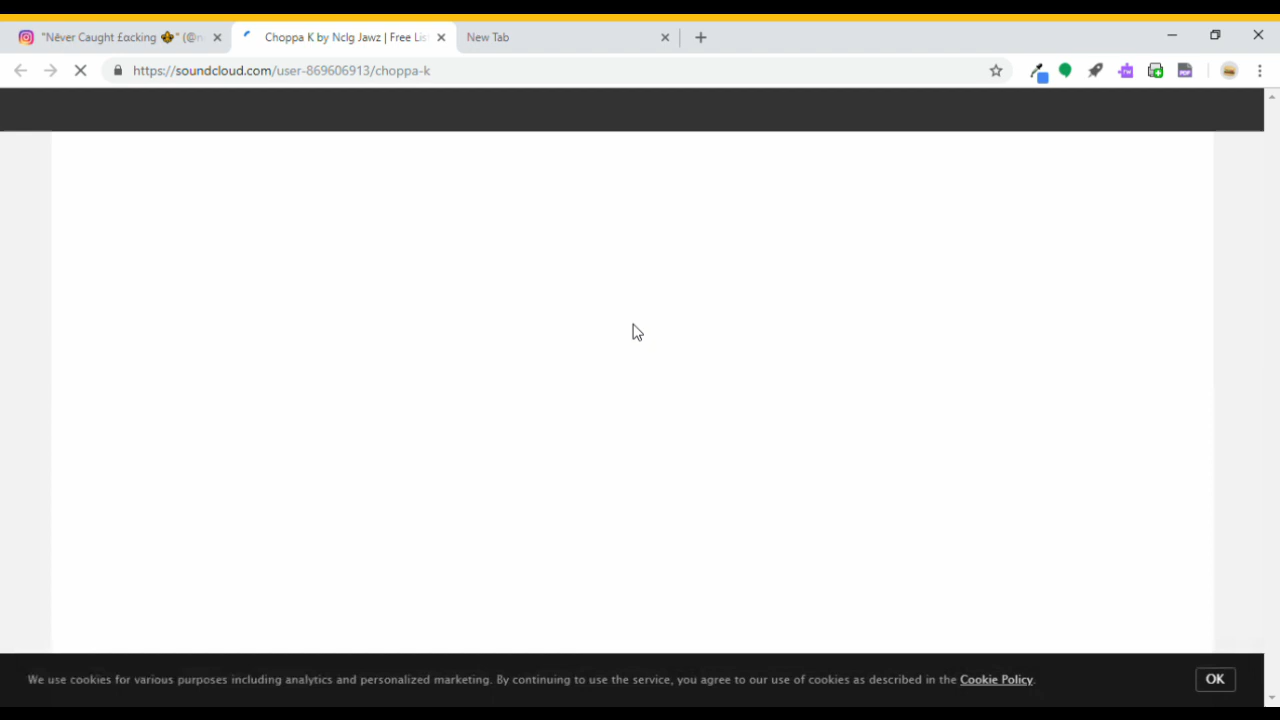 "Nēver Caught £acking ⚜" (@n
Choppa K by Nclg Jawz | Free Lis
New Tab
https://soundcloud.com/user-869606913/choppa-k
We use cookies for various purposes including analytics and personalized marketing. By continuing to use the service, you agree to our use of cookies as described in the Cookie Policy.
OK